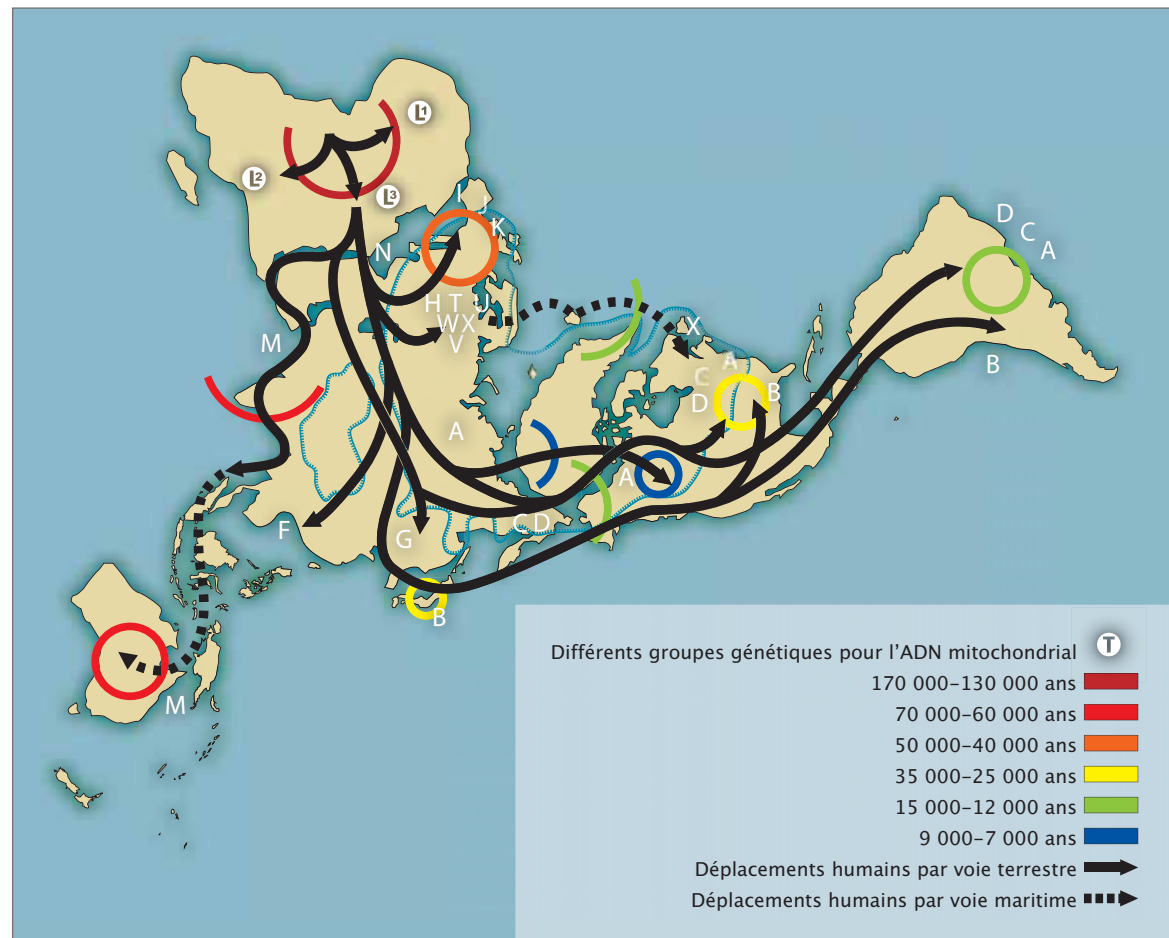 L1
L2
L3
I
J
K
N
H T U
W X
V
M
X
A
C
D
B
A
A
F
G
C D
B
M
D
C
A
B
Différents groupes génétiques pour l'ADN mitochondrial T
170 000–130 000 ans
70 000–60 000 ans
50 000–40 000 ans
35 000–25 000 ans
15 000–12 000 ans
9 000–7 000 ans
Déplacements humains par voie terrestre
Déplacements humains par voie maritime